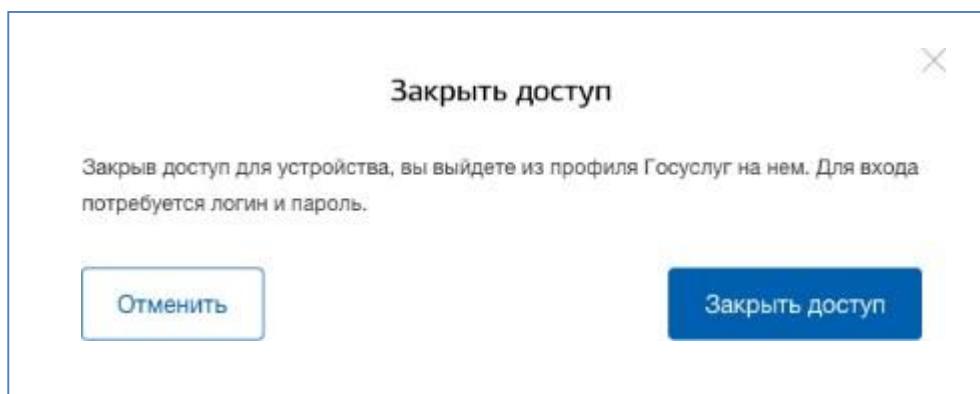 Закрыть доступ
Закрыв доступ для устройства, вы выйдете из профиля Госуслуг на нем. Для входа
потребуется логин и пароль.
Отменить
Закрыть доступ